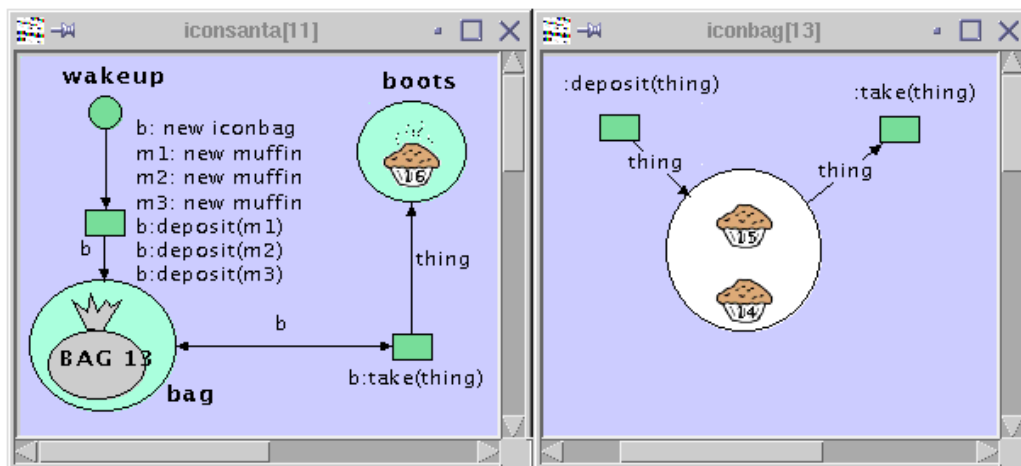 iconsanta[11]
wakeup
b: new iconbag
m1: new muffin
m2: new muffin
m3: new muffin
b:deposit(m1)
b:deposit(m2)
b:deposit(m3)
b
BAG 13
bag
b
b:take(thing)
thing
boots
16
iconbag[13]
:deposit(thing)
thing
:take(thing)
thing
15
14